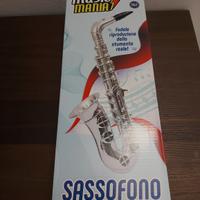 MUSIC
MANIA
Fedele
riproduzione
dello
strumento
reale!
SASSOFONO